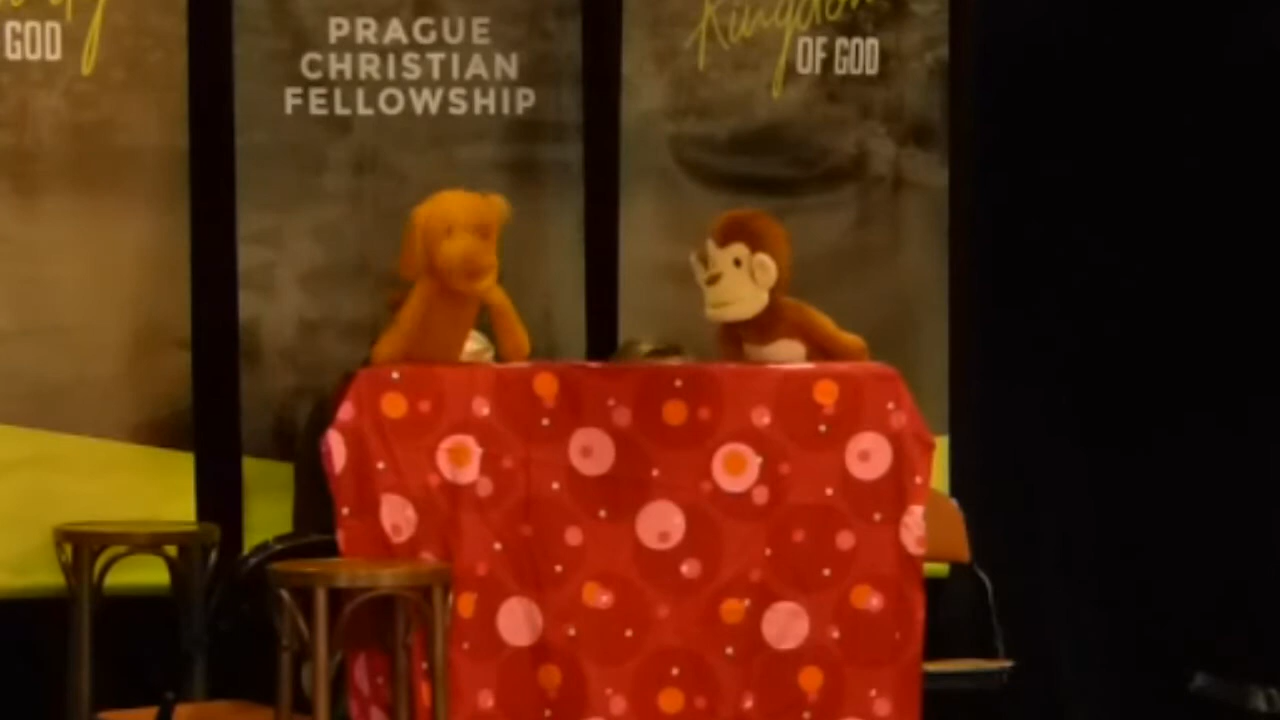 GOD
PRAGUE
CHRISTIAN
FELLOWSHIP
Kingdom
OF GOD